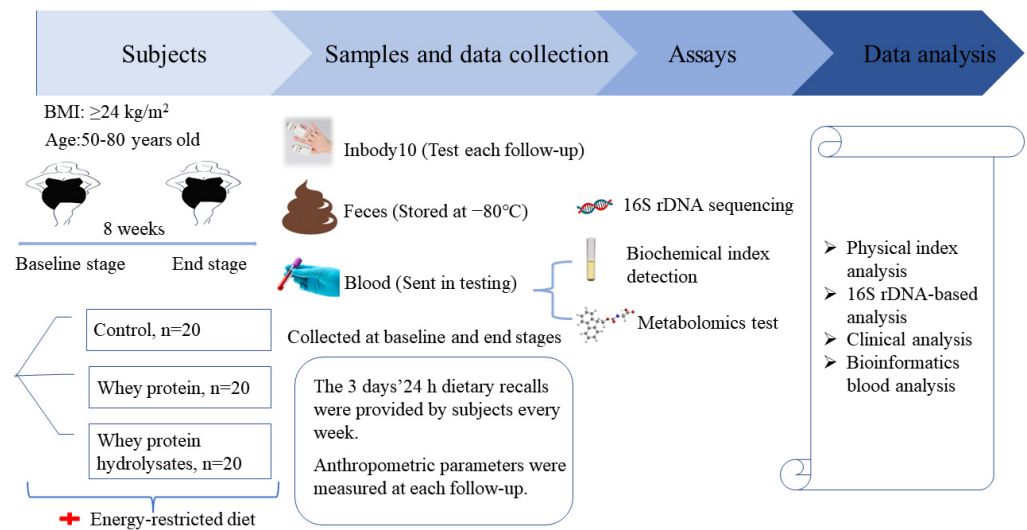 Subjects
Samples and data collection
Assays
Data analysis
BMI: ≥24 kg/m²
Age:50-80 years old
8 weeks
Baseline stage
End stage
Control, n=20
Whey protein, n=20
Whey protein
hydrolysates, n=20
Energy-restricted diet
Inbody10 (Test each follow-up)
Feces (Stored at −80℃)
Blood (Sent in testing)
Collected at baseline and end stages
The 3 days’24 h dietary recalls
were provided by subjects every
week.
Anthropometric parameters were
measured at each follow-up.
16S rDNA sequencing
Biochemical index
detection
Metabolomics test
➢ Physical index
analysis
➢ 16S rDNA-based
analysis
➢ Clinical analysis
➢ Bioinformatics
blood analysis